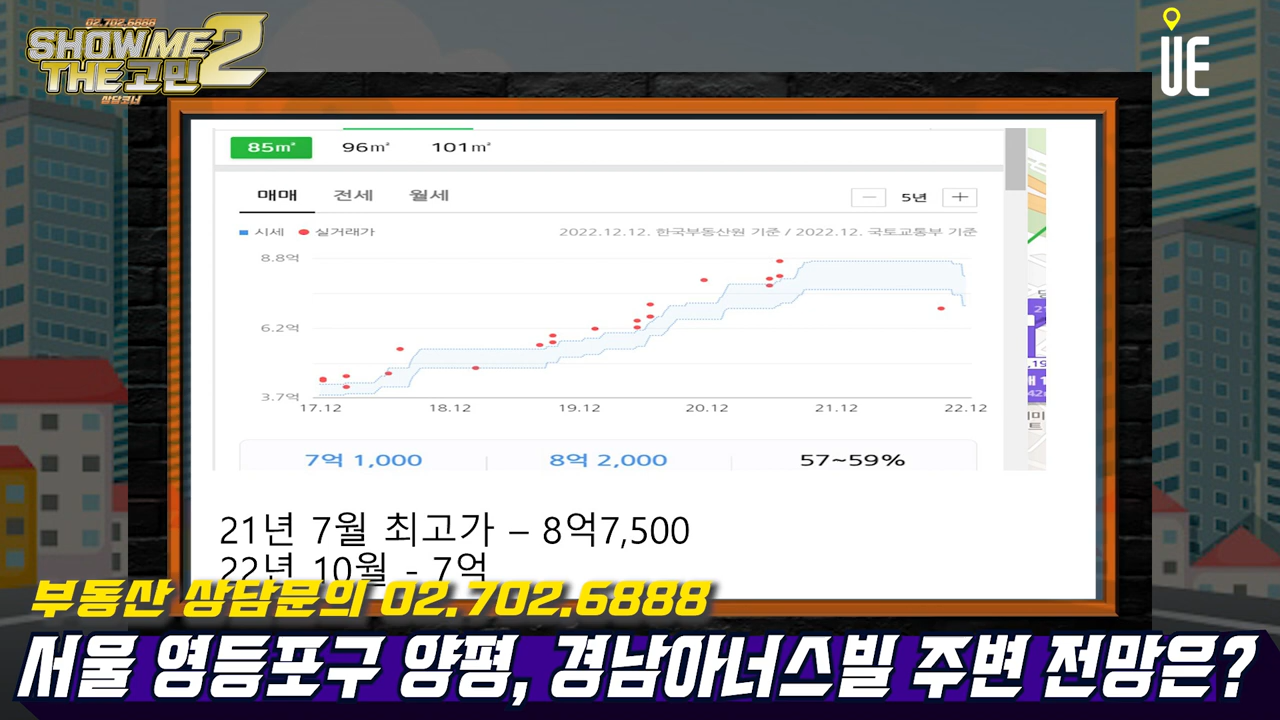 02.702.6888
SHOW ME
THE고민2
상담코너
UE
85㎡ 96㎡ 101㎡
매매 전세 월세
5년
시세 실거래가
2022.12.12. 한국부동산원 기준 / 2022.12. 국토교통부 기준
8.8억
6.2억
3.7억
17.12 18.12 19.12 20.12 21.12 22.12
7억 1,000 8억 2,000 57~59%
21년 7월 최고가 – 8억7,500
22년 10월 - 7억
부동산 상담문의 02.702.6888
서울 영등포구 양평, 경남아너스빌 주변 전망은?